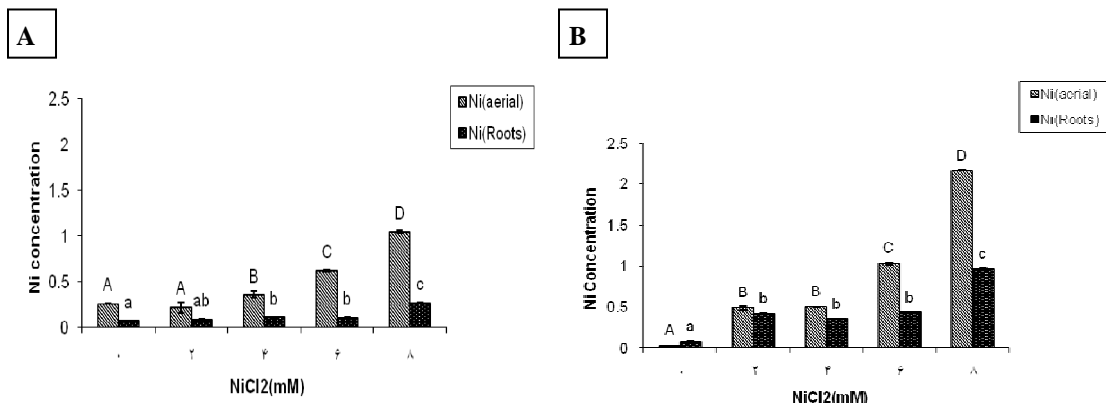 A
Ni(aerial)
Ni(Roots)
Ni concentration
2.5
2
1.5
1
0.5
0
A
a
A
ab
B
b
C
b
D
c
۰ ۲ ۴ ۶ ۸
NiCl2(mM)
B
Ni(aerial)
Ni(Roots)
Ni Concentration
2.5
2
1.5
1
0.5
0
A
a
B
b
B
b
C
b
D
c
۰ ۲ ۴ ۶ ۸
NiCl2(mM)